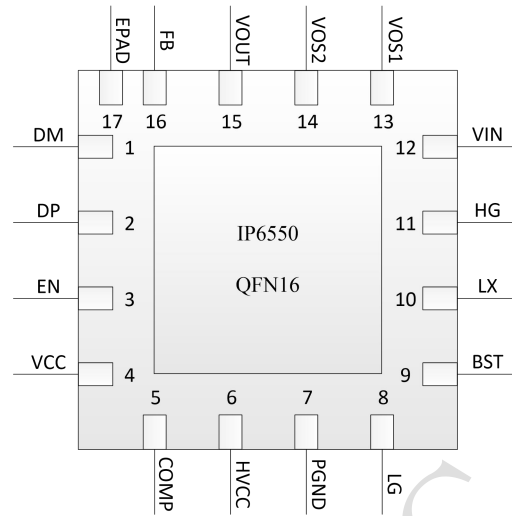 EPAD
FB
VOUT
VOS2
VOS1
17
16
15
14
13
DM
1
12
VIN
DP
2
11
HG
IP6550
QFN16
EN
3
10
LX
VCC
4
9
BST
5
6
7
8
COMP
HVCC
PGND
LG